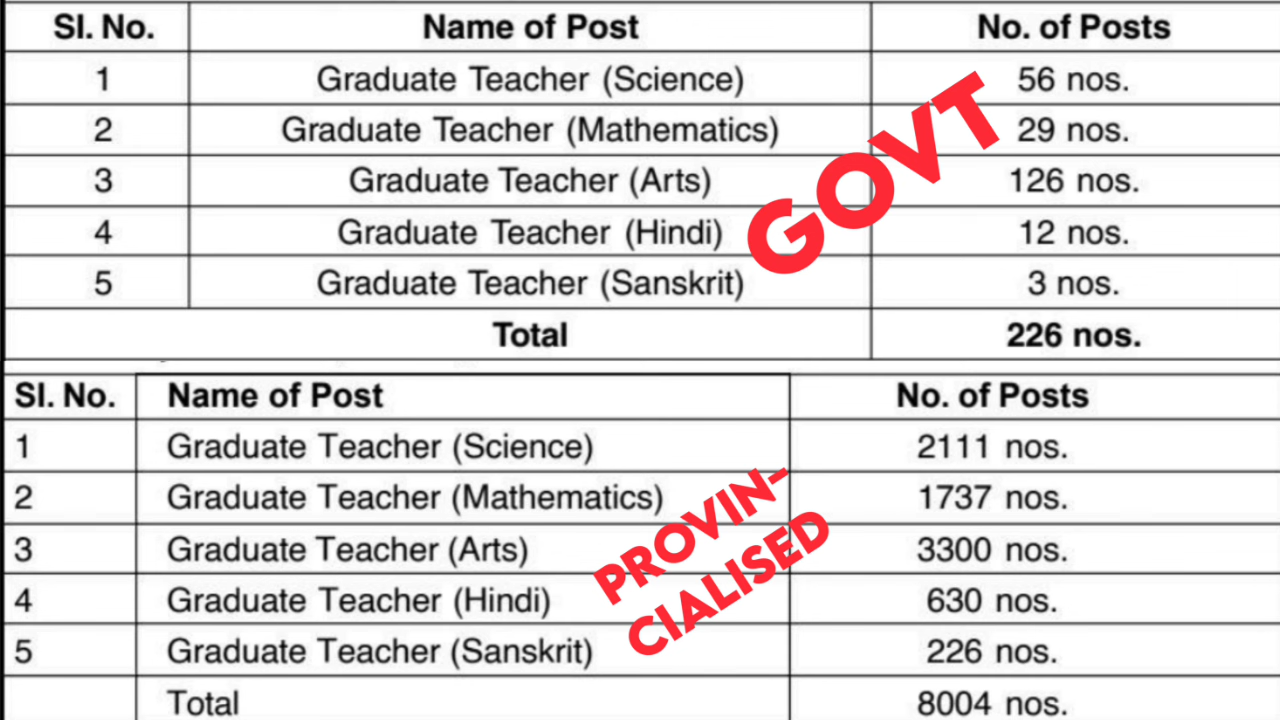 Sl. No. Name of Post No. of Posts
1 Graduate Teacher (Science) 56 nos.
2 Graduate Teacher (Mathematics) 29 nos.
3 Graduate Teacher (Arts) 126 nos.
4 Graduate Teacher (Hindi) 12 nos.
5 Graduate Teacher (Sanskrit) 3 nos.
Total 226 nos.
GOVT
Sl. No. Name of Post No. of Posts
1 Graduate Teacher (Science) 2111 nos.
2 Graduate Teacher (Mathematics) 1737 nos.
3 Graduate Teacher (Arts) 3300 nos.
4 Graduate Teacher (Hindi) 630 nos.
5 Graduate Teacher (Sanskrit) 226 nos.
Total 8004 nos.
PROVIN-
CIALISED